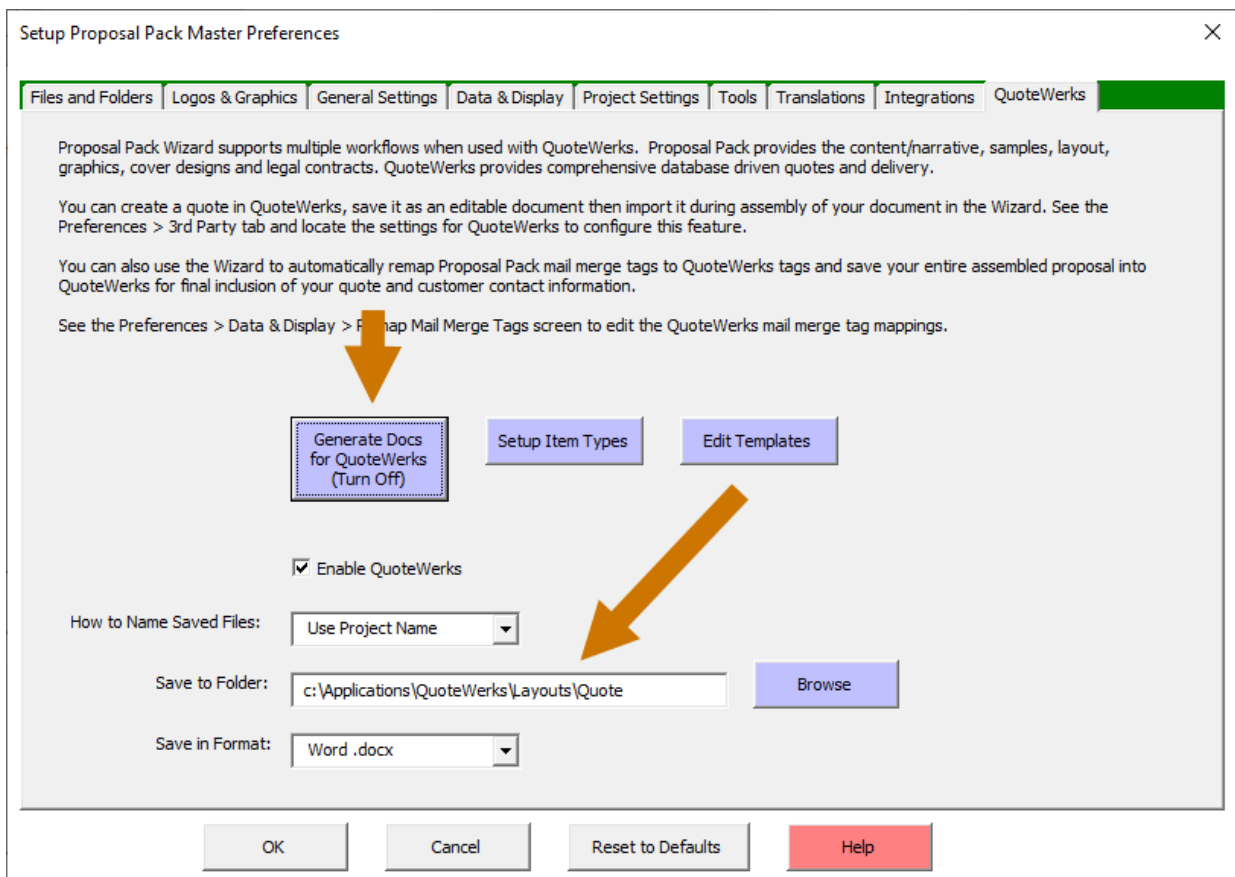 Setup Proposal Pack Master Preferences
Files and Folders Logos & Graphics General Settings Data & Display Project Settings Tools Translations Integrations QuoteWerks
Proposal Pack Wizard supports multiple workflows when used with QuoteWerks. Proposal Pack provides the content/narrative, samples, layout,
graphics, cover designs and legal contracts. QuoteWerks provides comprehensive database driven quotes and delivery.
You can create a quote in QuoteWerks, save it as an editable document then import it during assembly of your document in the Wizard. See the
Preferences > 3rd Party tab and locate the settings for QuoteWerks to configure this feature.
You can also use the Wizard to automatically remap Proposal Pack mail merge tags to QuoteWerks tags and save your entire assembled proposal into
QuoteWerks for final inclusion of your quote and customer contact information.
See the Preferences > Data & Display > Remap Mail Merge Tags screen to edit the QuoteWerks mail merge tag mappings.
Generate Docs
for QuoteWerks
(Turn Off)
Setup Item Types
Edit Templates
Enable QuoteWerks
How to Name Saved Files: Use Project Name
Save to Folder: c:\Applications\QuoteWerks\Layouts\Quote Browse
Save in Format: Word .docx
OK Cancel Reset to Defaults Help